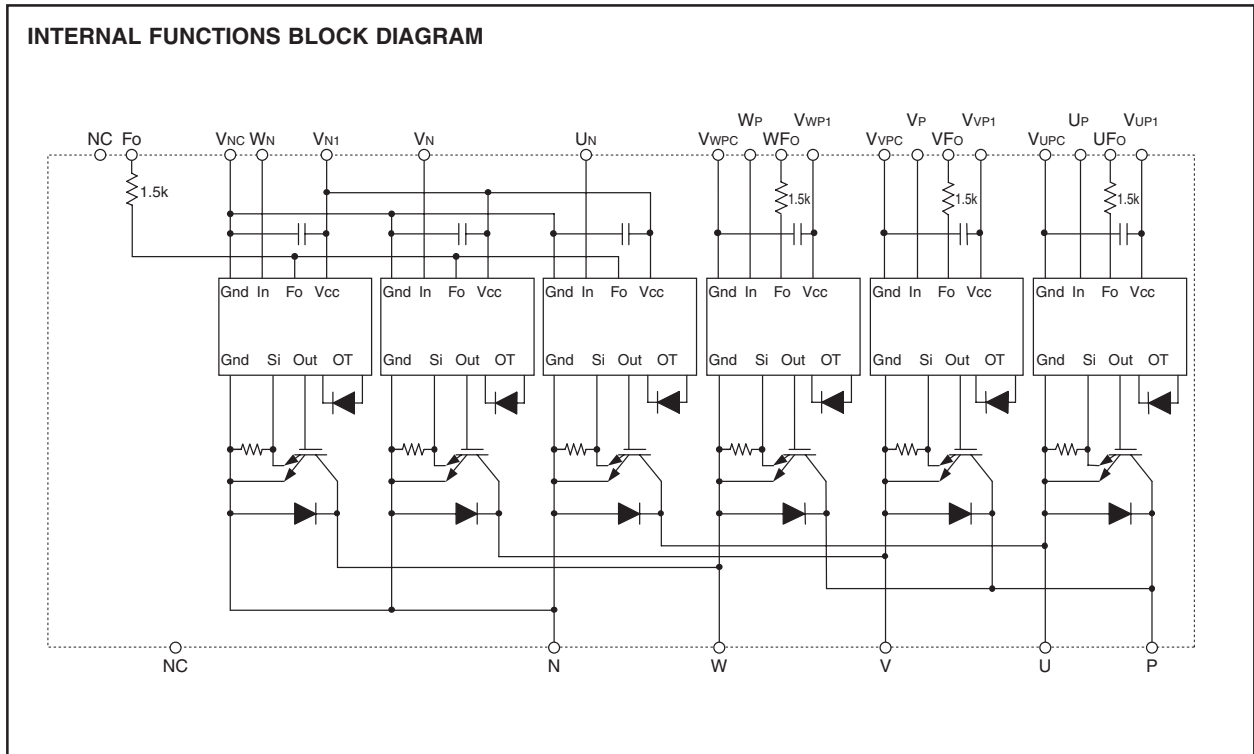 INTERNAL FUNCTIONS BLOCK DIAGRAM
WP VWP1 VP VVP1 UP VUP1
NC FO VNC WN VN1 VN UN VWPC WFO VVPC VFO VUPC UFO
1.5k 1.5k 1.5k 1.5k
Gnd In Fo Vcc Gnd In Fo Vcc Gnd In Fo Vcc Gnd In Fo Vcc Gnd In Fo Vcc Gnd In Fo Vcc
Gnd Si Out OT Gnd Si Out OT Gnd Si Out OT Gnd Si Out OT Gnd Si Out OT Gnd Si Out OT
NC N W V U P